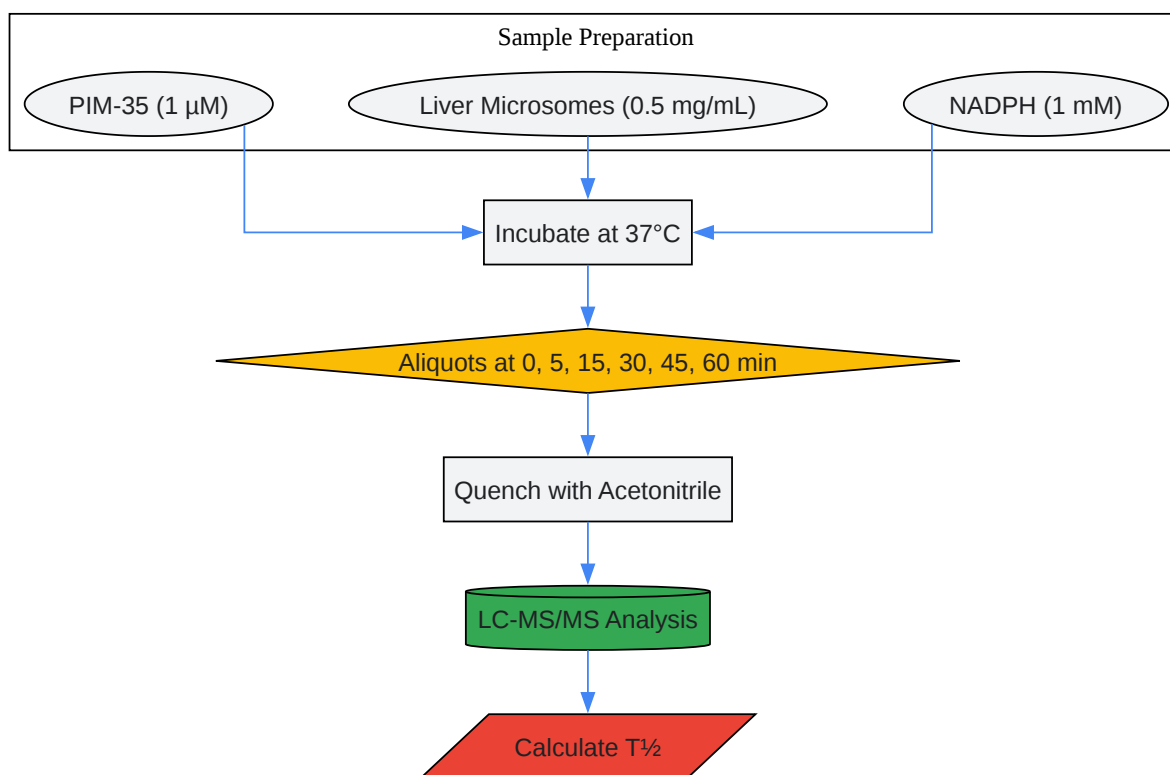 Sample Preparation
PIM-35 (1 µM)
Liver Microsomes (0.5 mg/mL)
NADPH (1 mM)
Incubate at 37°C
Aliquots at 0, 5, 15, 30, 45, 60 min
Quench with Acetonitrile
LC-MS/MS Analysis
Calculate T½